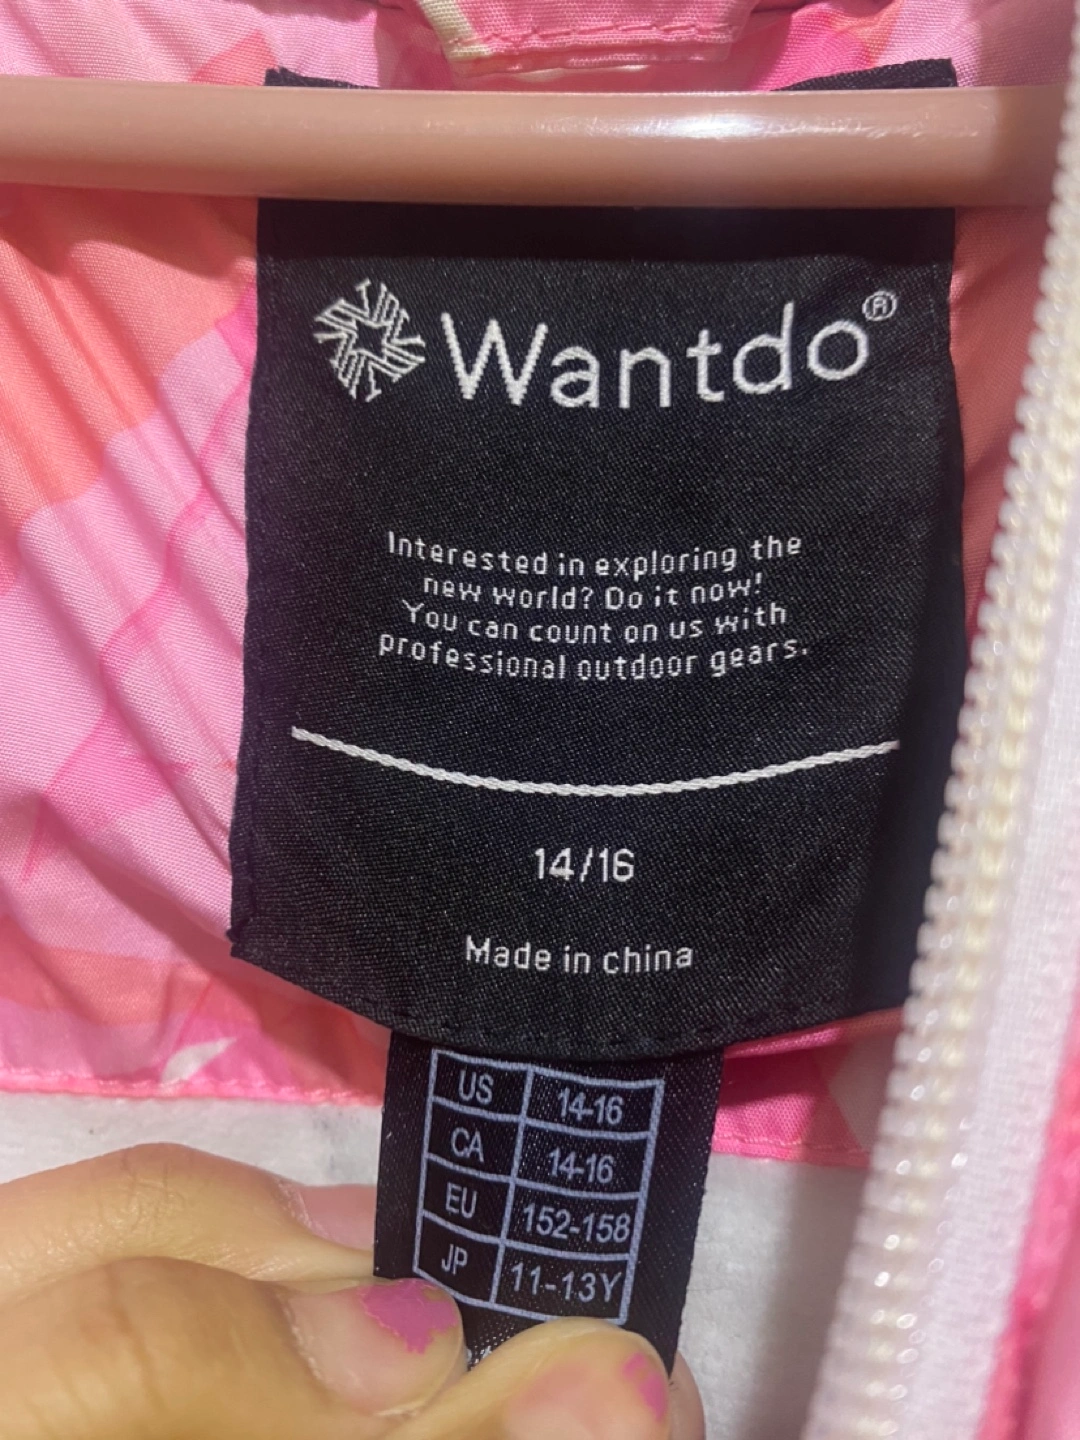 Wantdo®
Interested in exploring the
new world? Do it now!
You can count on us with
professional outdoor gears.
14/16
Made in china
US 14-16
CA 14-16
EU 152-158
JP 11-13Y